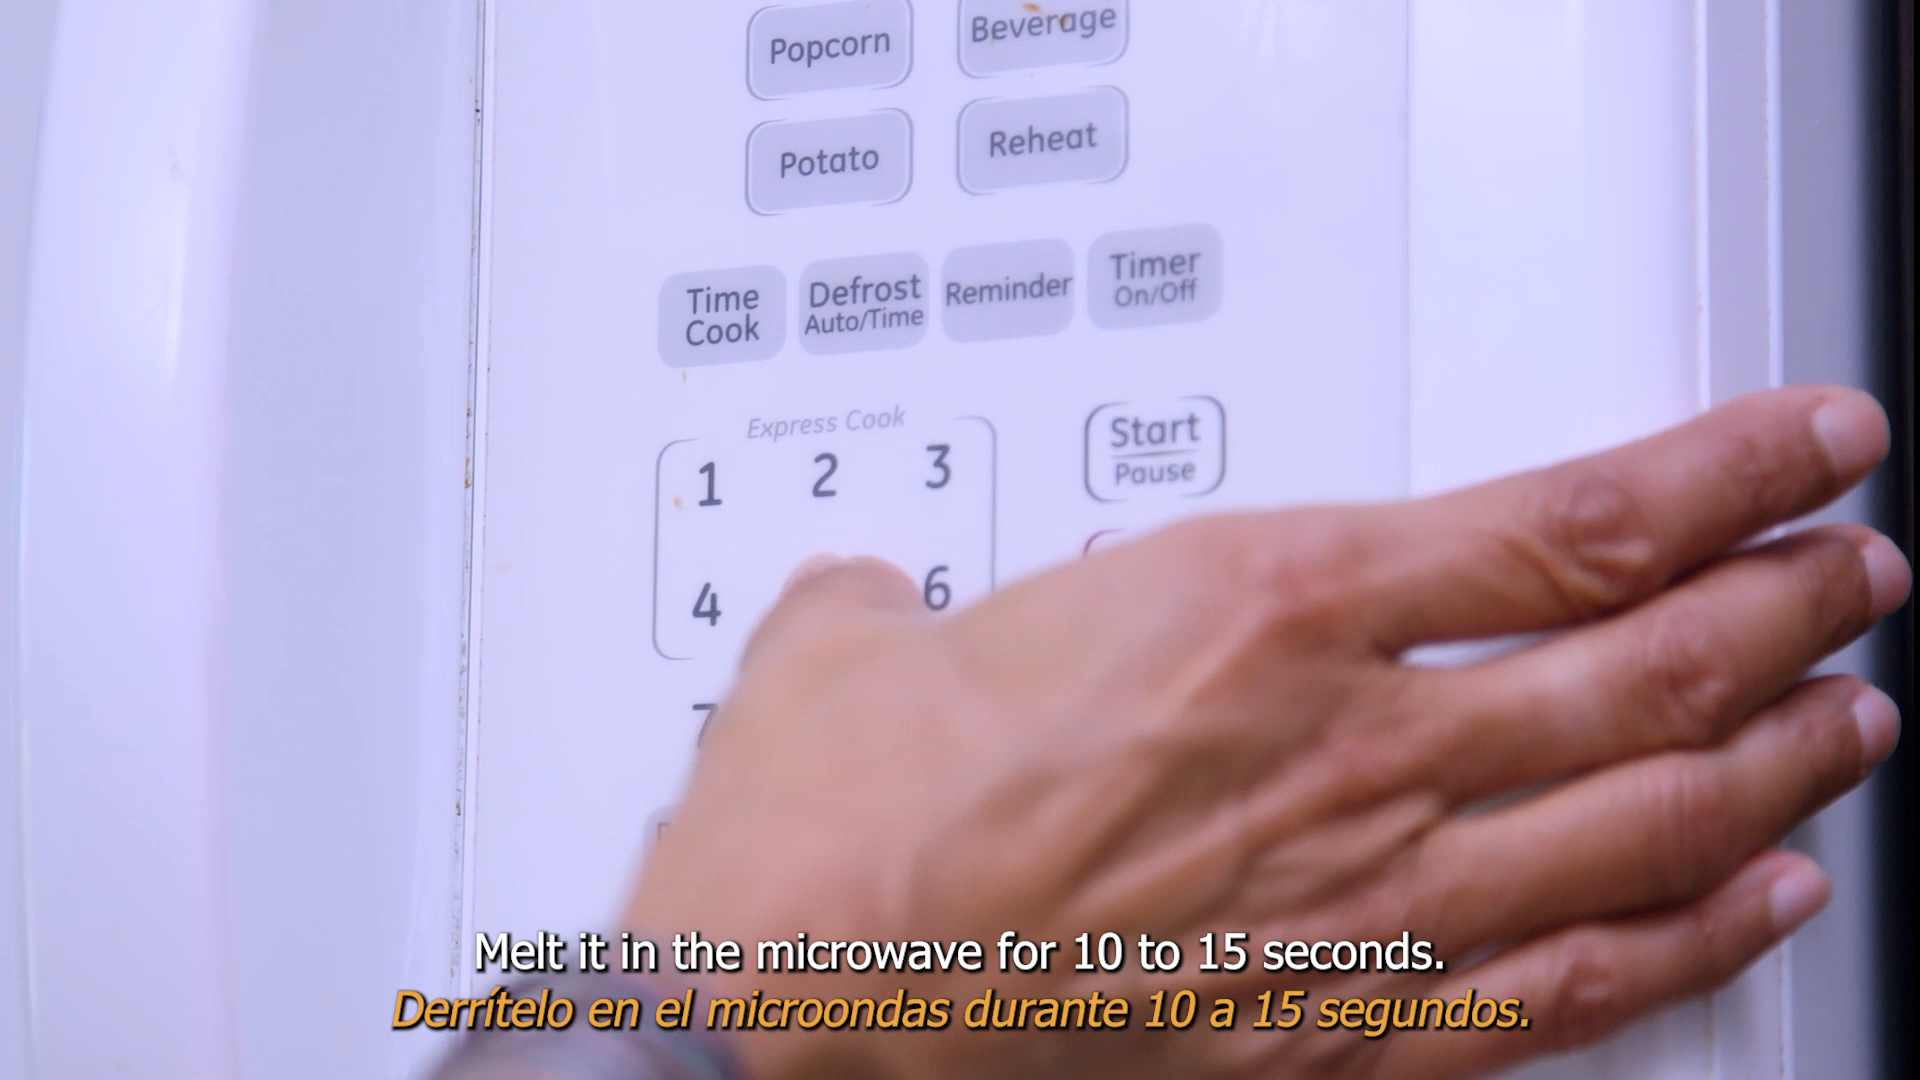 Popcorn
Beverage
Potato
Reheat
Time
Cook
Defrost
Auto/Time
Reminder
Timer
On/Off
Express Cook
1 2 3
Start
Pause
4 6
7
Melt it in the microwave for 10 to 15 seconds.
Derrítelo en el microondas durante 10 a 15 segundos.